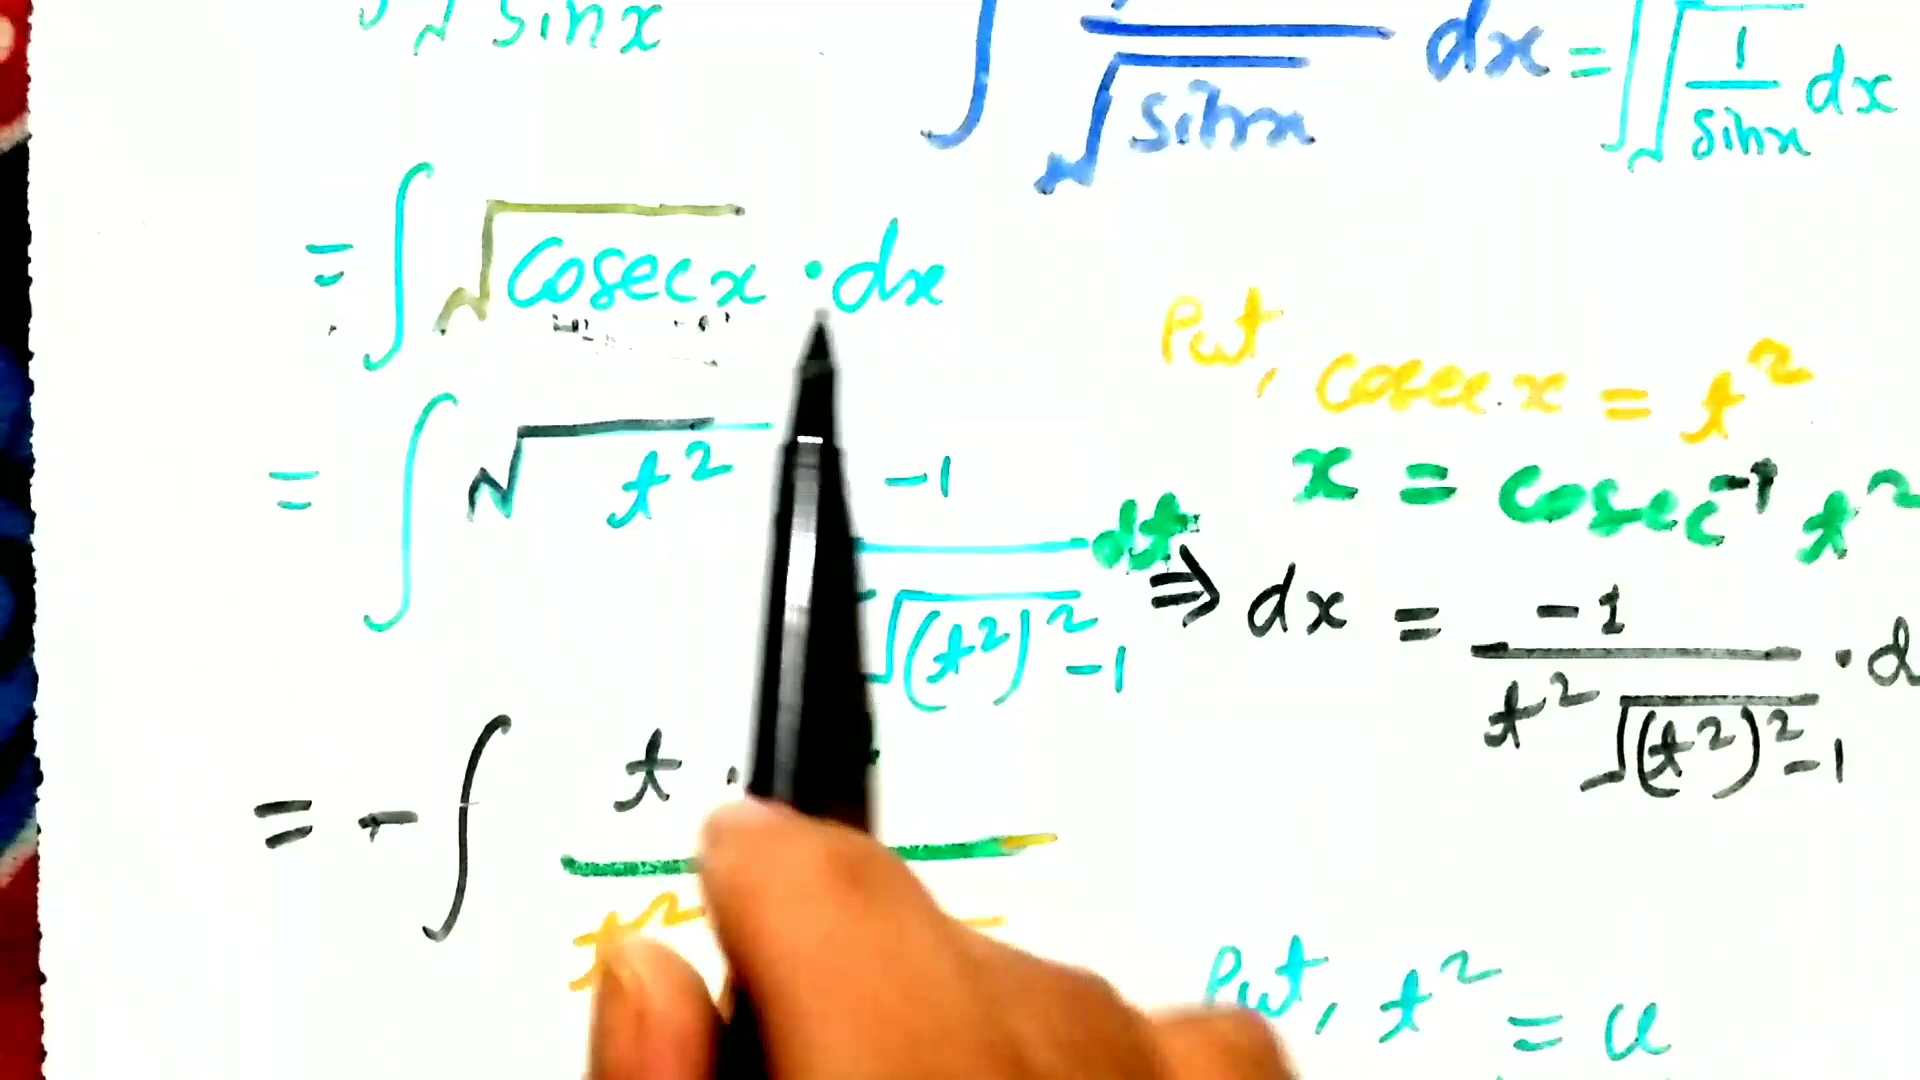 √sinx
∫ —/√sinx dx = ∫√(1/sinx) dx
= ∫√cosecx · dx
Put, cosec x = t²
= ∫√t² -1/√(t²)²-1 dt
x = cosec⁻¹ t²
⇒ dx = -1/t²√(t²)²-1 · d
= -∫ t · / t²
Put, t² = u